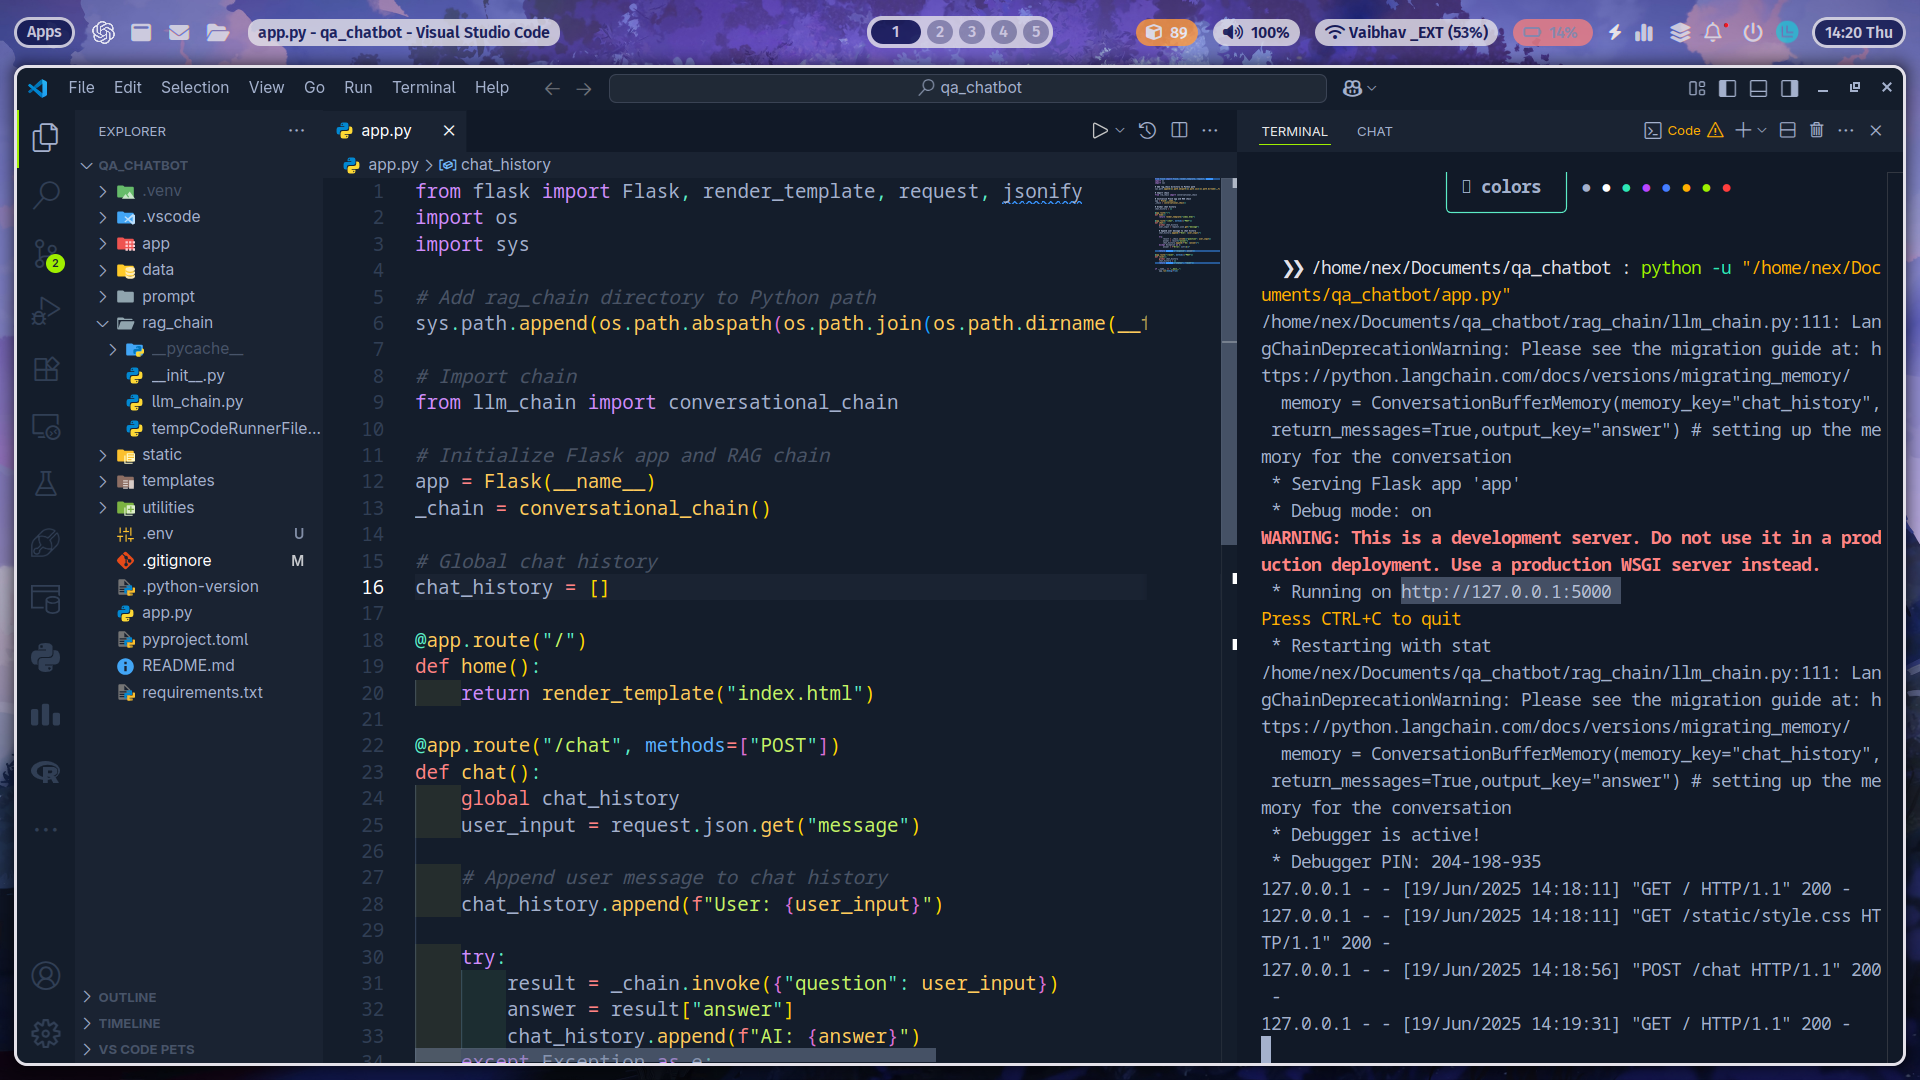 Apps
app.py - qa_chatbot - Visual Studio Code
1 2 3 4 5
89
100%
Vaibhav _EXT (53%)
14%
14:20 Thu
File Edit Selection View Go Run Terminal Help
qa_chatbot
EXPLORER
QA_CHATBOT
.venv
.vscode
app
data
prompt
rag_chain
__pycache__
__init__.py
llm_chain.py
tempCodeRunnerFile...
static
templates
utilities
.env U
.gitignore M
.python-version
app.py
pyproject.toml
README.md
requirements.txt
OUTLINE
TIMELINE
VS CODE PETS
2
app.py
app.py > chat_history
1 from flask import Flask, render_template, request, jsonify
2 import os
3 import sys
4
5 # Add rag_chain directory to Python path
6 sys.path.append(os.path.abspath(os.path.join(os.path.dirname(__f
7
8 # Import chain
9 from llm_chain import conversational_chain
10
11 # Initialize Flask app and RAG chain
12 app = Flask(__name__)
13 _chain = conversational_chain()
14
15 # Global chat history
16 chat_history = []
17
18 @app.route("/")
19 def home():
20 return render_template("index.html")
21
22 @app.route("/chat", methods=["POST"])
23 def chat():
24 global chat_history
25 user_input = request.json.get("message")
26
27 # Append user message to chat history
28 chat_history.append(f"User: {user_input}")
29
30 try:
31 result = _chain.invoke({"question": user_input})
32 answer = result["answer"]
33 chat_history.append(f"AI: {answer}")
34 except Exception as e:
TERMINAL CHAT
Code
colors
❯❯ /home/nex/Documents/qa_chatbot : python -u "/home/nex/Doc
uments/qa_chatbot/app.py"
/home/nex/Documents/qa_chatbot/rag_chain/llm_chain.py:111: Lan
gChainDeprecationWarning: Please see the migration guide at: h
ttps://python.langchain.com/docs/versions/migrating_memory/
memory = ConversationBufferMemory(memory_key="chat_history",
return_messages=True,output_key="answer") # setting up the me
mory for the conversation
* Serving Flask app 'app'
* Debug mode: on
WARNING: This is a development server. Do not use it in a prod
uction deployment. Use a production WSGI server instead.
* Running on http://127.0.0.1:5000
Press CTRL+C to quit
* Restarting with stat
/home/nex/Documents/qa_chatbot/rag_chain/llm_chain.py:111: Lan
gChainDeprecationWarning: Please see the migration guide at: h
ttps://python.langchain.com/docs/versions/migrating_memory/
memory = ConversationBufferMemory(memory_key="chat_history",
return_messages=True,output_key="answer") # setting up the me
mory for the conversation
* Debugger is active!
* Debugger PIN: 204-198-935
127.0.0.1 - - [19/Jun/2025 14:18:11] "GET / HTTP/1.1" 200 -
127.0.0.1 - - [19/Jun/2025 14:18:11] "GET /static/style.css HT
TP/1.1" 200 -
127.0.0.1 - - [19/Jun/2025 14:18:56] "POST /chat HTTP/1.1" 200
-
127.0.0.1 - - [19/Jun/2025 14:19:31] "GET / HTTP/1.1" 200 -